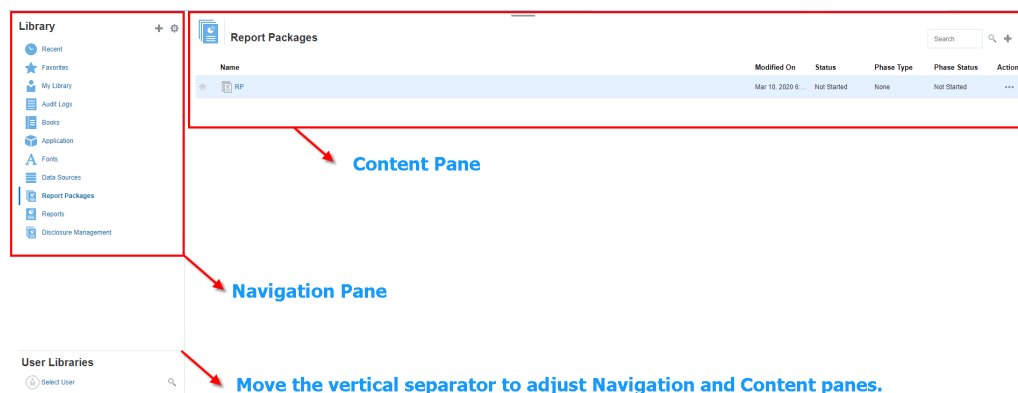 Library
Recent
Favorites
My Library
Audit Logs
Books
Application
Fonts
Data Sources
Report Packages
Reports
Disclosure Management
Report Packages
Search
Name Modified On Status Phase Type Phase Status Action
RP Mar 10, 2020 6:... Not Started None Not Started
Content Pane
Navigation Pane
User Libraries
Select User
Move the vertical separator to adjust Navigation and Content panes.